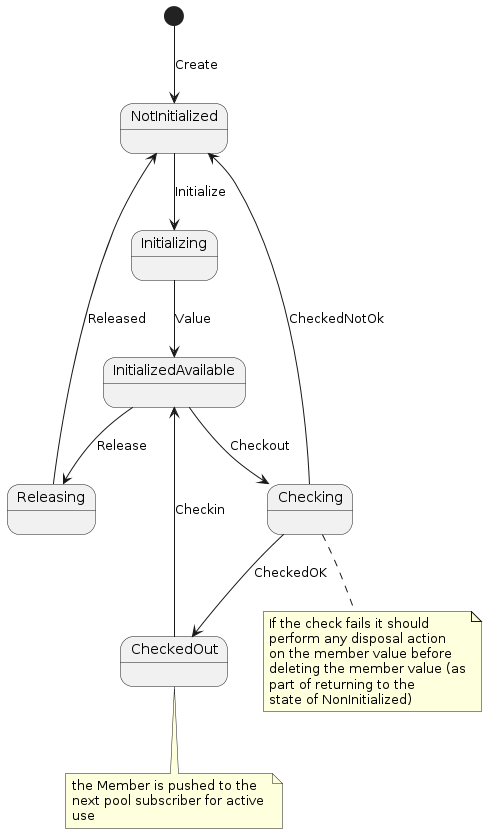 Create
NotInitialized
Initialize
Initializing
Released
Value
CheckedNotOk
InitializedAvailable
Release
Checkout
Releasing
Checkin
Checking
CheckedOK
CheckedOut
If the check fails it should
perform any disposal action
on the member value before
deleting the member value (as
part of returning to the
state of NonInitialized)
the Member is pushed to the
next pool subscriber for active
use